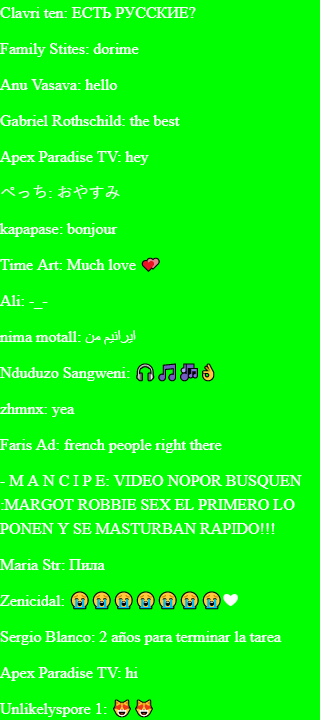 Clavri ten: ЕСТЬ РУССКИЕ?
Family Stites: dorime
Anu Vasava: hello
Gabriel Rothschild: the best
Apex Paradise TV: hey
ぺっち: おやすみ
kapapase: bonjour
Time Art: Much love 💕
Ali: -_-
nima motall: ایرانیم من
Nduduzo Sangweni: 🎧🎵🎶👌
zhmnx: yea
Faris Ad: french people right there
- M A N C I P E: VIDEO NOPOR BUSQUEN
:MARGOT ROBBIE SEX EL PRIMERO LO
PONEN Y SE MASTURBAN RAPIDO!!!
Maria Str: Пила
Zenicidal: 😭😭😭😭😭😭😭🤍
Sergio Blanco: 2 años para terminar la tarea
Apex Paradise TV: hi
Unlikelyspore 1: 😻😻